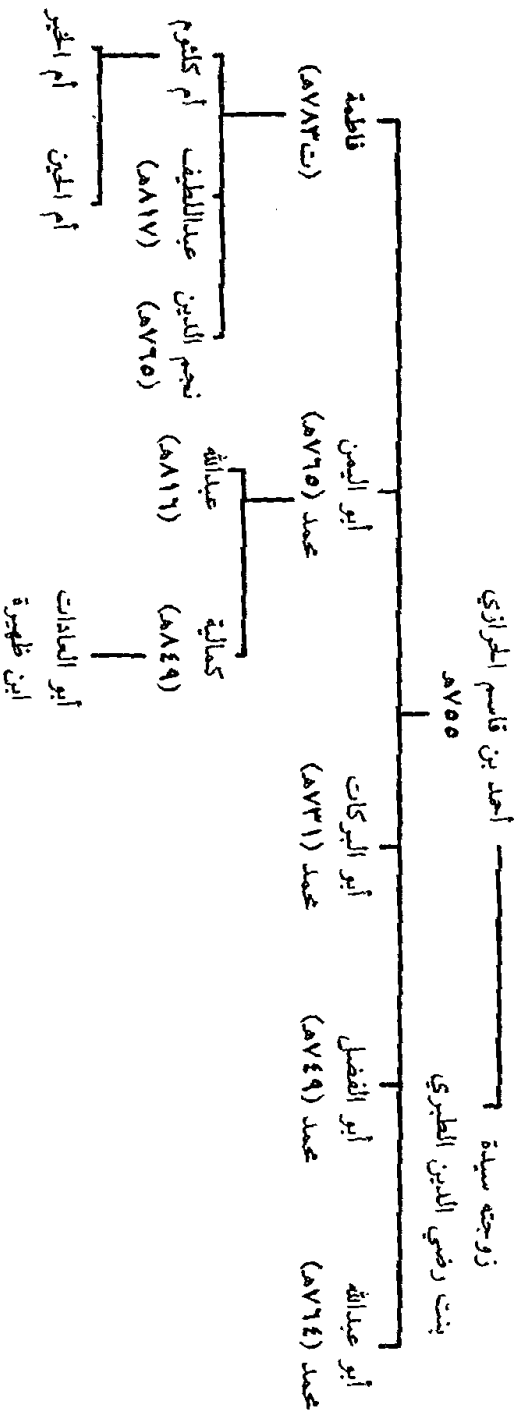 أحمد بن قاسم الحرازي
٧٥٥هـ
زوجته سيدة
بنت رضي الدين الطبري
أبو عبدالله
محمد (٧٦٤هـ)
أبو الفضل
محمد (٧٤٩هـ)
أبو البركات
محمد (٧٣١هـ)
أبو اليمن
محمد (٧٦٥هـ)
فاطمة
(ت٧٨٣هـ)
كمالية
(٨٤٩هـ)
عبدالله
(٨١٦هـ)
نجم الدين
(٧٦٥هـ)
عبداللطيف
(٨١٧هـ)
أم كلثوم
أبو العادات
ابن ظهيرة
أم الحين
أم الخير